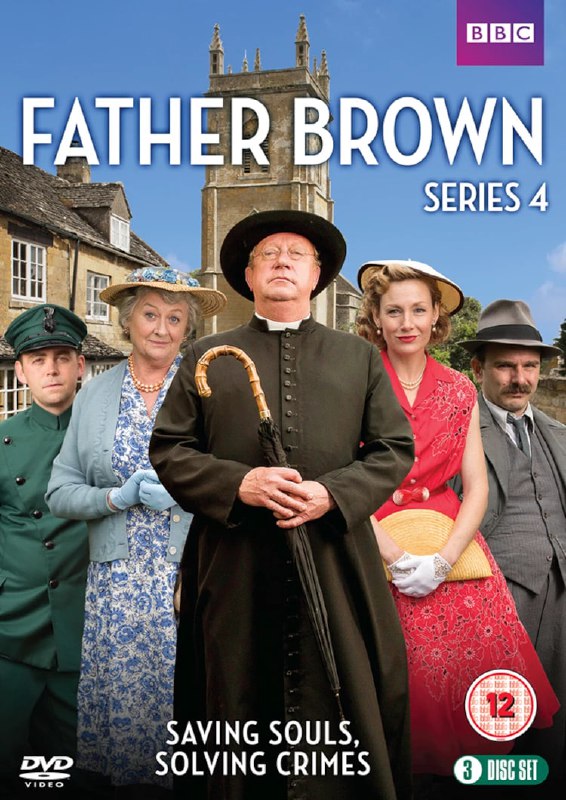 BBC
FATHER BROWN
SERIES 4
SAVING SOULS,
SOLVING CRIMES
12
DVD
VIDEO
3 DISC SET